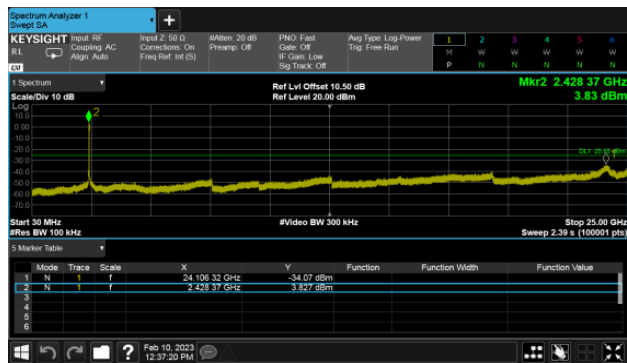 Spectrum Analyzer 1
Swept SA
KEYSIGHT Input: RF Input Z: 50 Ω #Atten: 20 dB PNO: Fast Avg Type: Log-Power 1 2 3 4 5 6
RL Coupling: AC Corrections: On Preamp: Off Gate: Off Trig: Free Run M W W W W W
Align: Auto Freq Ref: Int (S) IF Gain: Low P N N N N N
Sig Track: Off
1 Spectrum Ref Lvl Offset 10.50 dB Mkr2 2.428 37 GHz
Scale/Div 10 dB Ref Level 20.00 dBm 3.83 dBm
Log
10.0
0.00
-10.0
-20.0
-30.0
-40.0
-50.0
-60.0
-70.0
2
Start 30 MHz #Video BW 300 kHz Stop 25.00 GHz
#Res BW 100 kHz Sweep 2.39 s (100001 pts)
5 Marker Table
Mode Trace Scale X Y Function Function Width Function Value
1 N 1 f 24.106 32 GHz -34.07 dBm
2 N 1 f 2.428 37 GHz 3.827 dBm
3
4
5
6
? Feb 10, 2023
12:37:20 PM